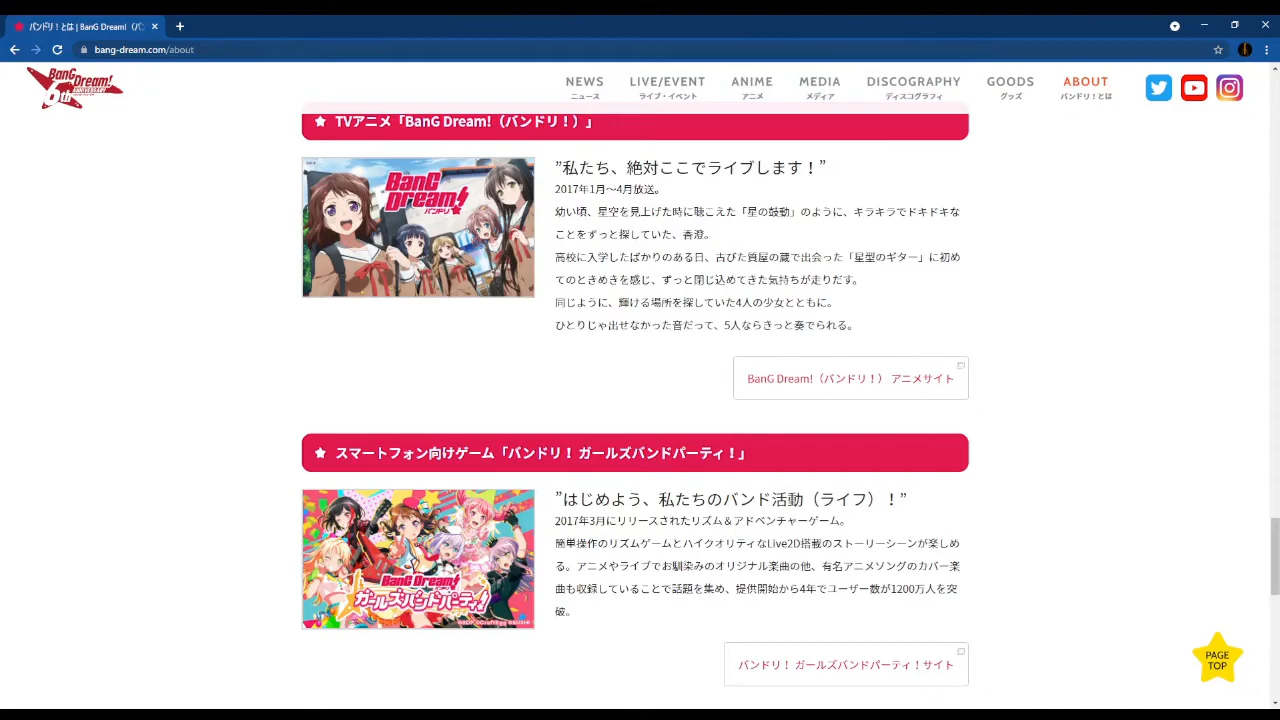 バンドリ！とは | BanG Dream!（バン
bang-dream.com/about
BanG Dream!
6th
ANNIVERSARY
NEWS
ニュース
LIVE/EVENT
ライブ・イベント
ANIME
アニメ
MEDIA
メディア
DISCOGRAPHY
ディスコグラフィ
GOODS
グッズ
ABOUT
バンドリ！とは
TVアニメ「BanG Dream!（バンドリ！）」
BanG Dream!
バンドリ!
”私たち、絶対ここでライブします！”
2017年1月〜4月放送。
幼い頃、星空を見上げた時に聴こえた「星の鼓動」のように、キラキラでドキドキな
ことをずっと探していた、香澄。
高校に入学したばかりのある日、古びた質屋の蔵で出会った「星型のギター」に初め
てのときめきを感じ、ずっと閉じ込めてきた気持ちが走りだす。
同じように、輝ける場所を探していた4人の少女とともに。
ひとりじゃ出せなかった音だって、5人ならきっと奏でられる。
BanG Dream!（バンドリ！） アニメサイト
スマートフォン向けゲーム「バンドリ！ ガールズバンドパーティ！」
BanG Dream!
ガールズバンドパーティ!
”はじめよう、私たちのバンド活動（ライフ）！”
2017年3月にリリースされたリズム＆アドベンチャーゲーム。
簡単操作のリズムゲームとハイクオリティなLive2D搭載のストーリーシーンが楽しめ
る。アニメやライブでお馴染みのオリジナル楽曲の他、有名アニメソングのカバー楽
曲も収録していることで話題を集め、提供開始から4年でユーザー数が1200万人を突
破。
バンドリ！ ガールズバンドパーティ！サイト
PAGE
TOP